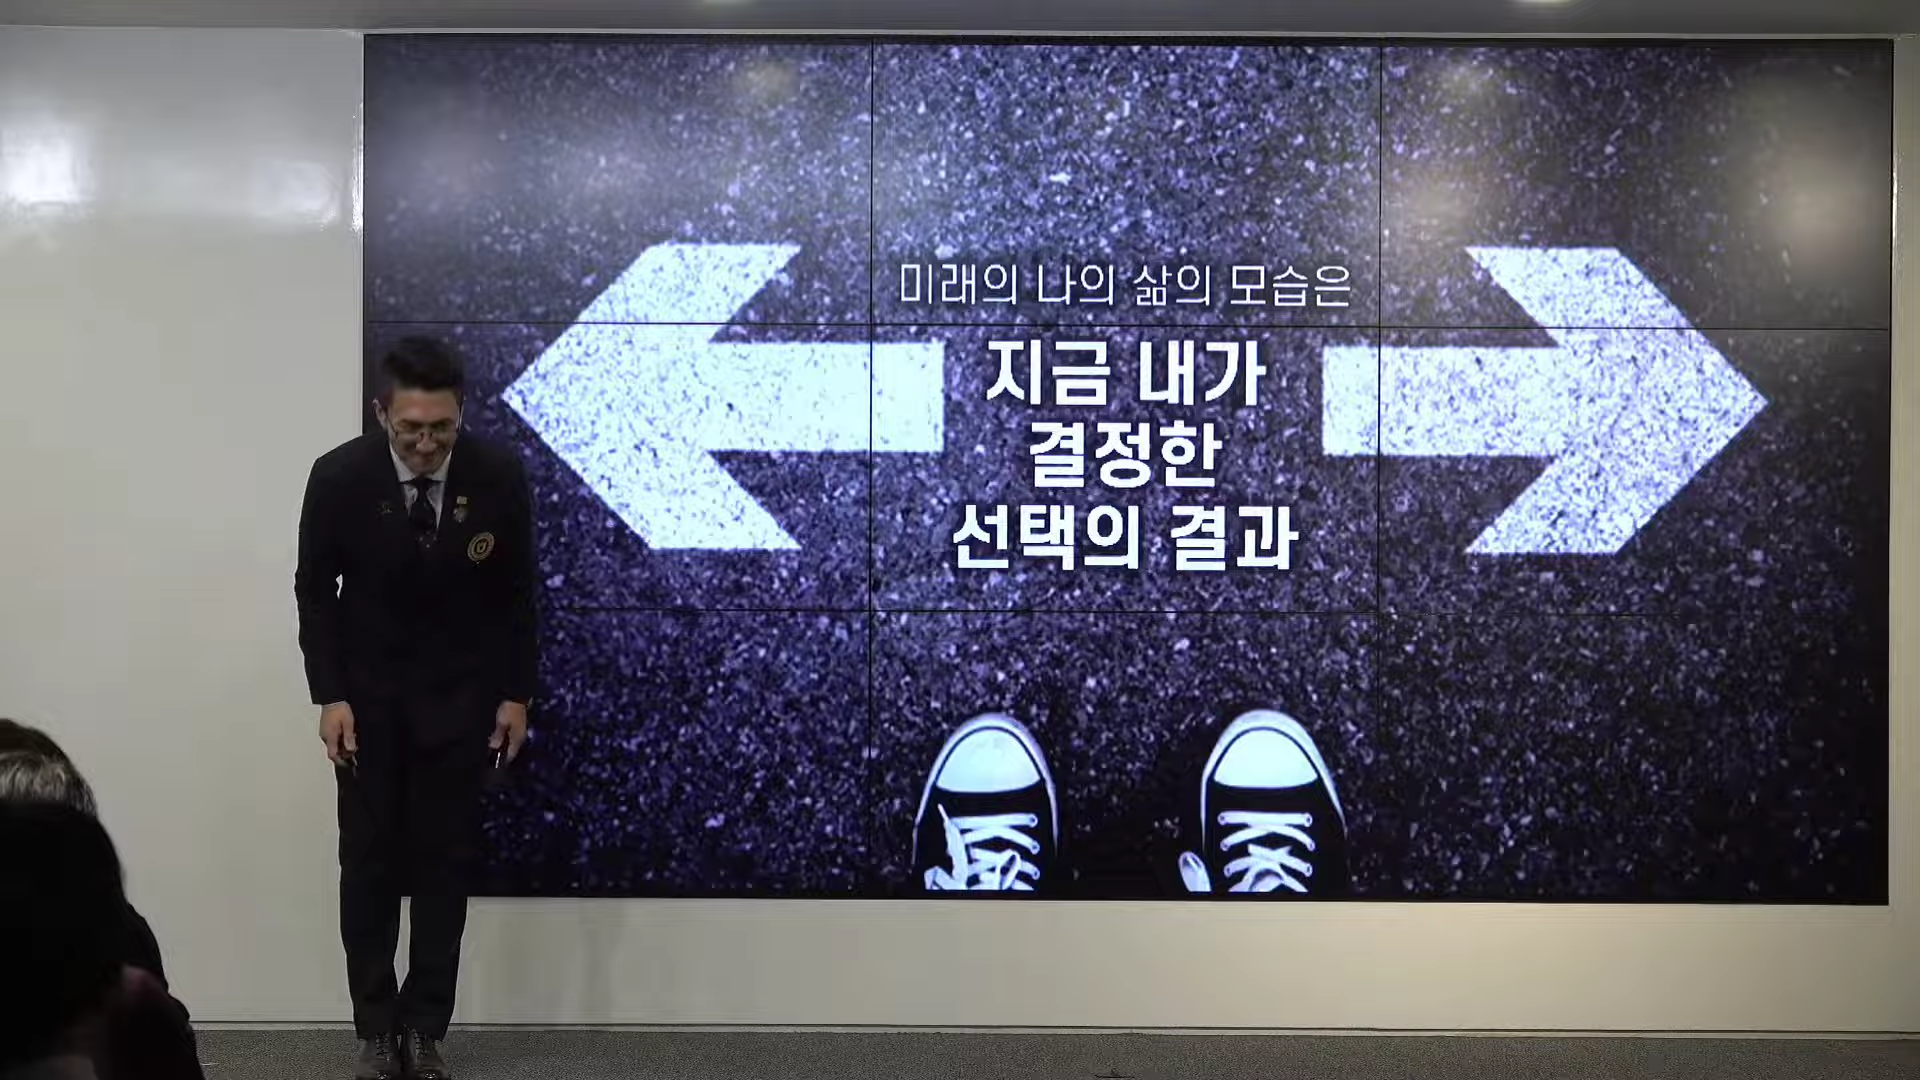 미래의 나의 삶의 모습은
지금 내가
결정한
선택의 결과